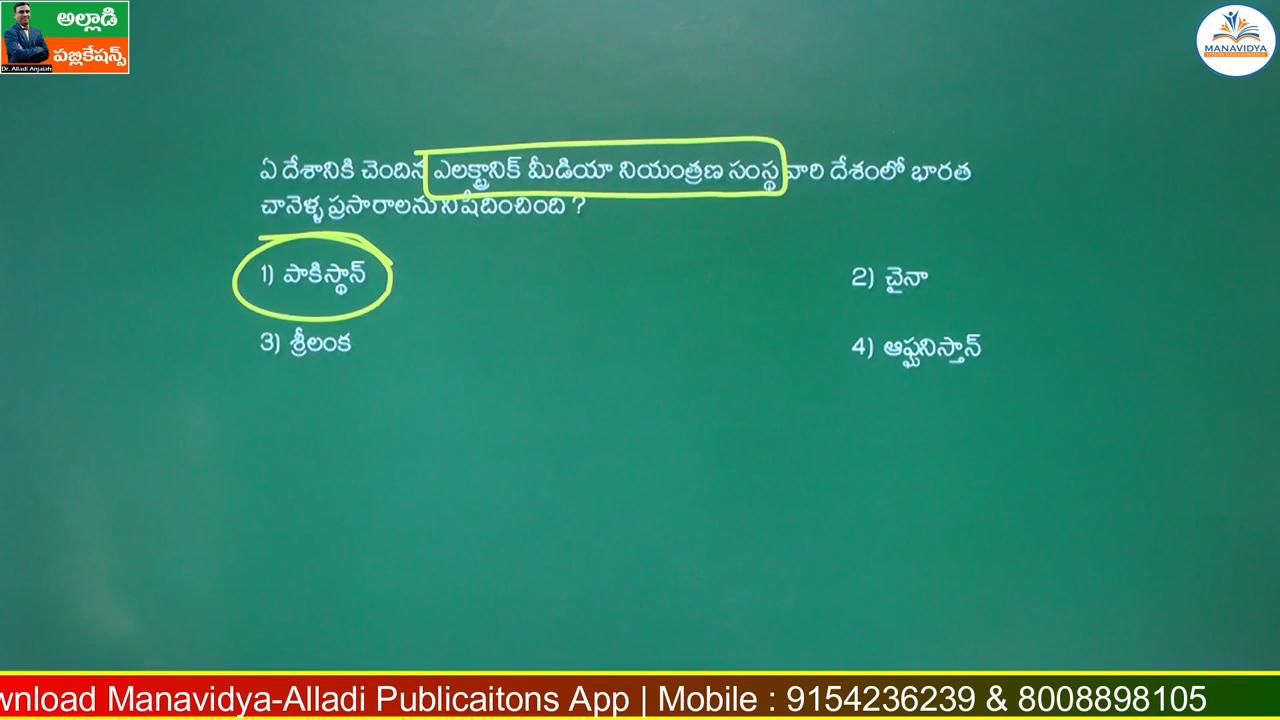 అల్లాడి
పబ్లికేషన్స్
Dr. Alladi Anjaiah
MANAVIDYA
ఏ దేశానికి చెందిన ఎలక్ట్రానిక్ మీడియా నియంత్రణ సంస్థ వారి దేశంలో భారత
చానెళ్ళ ప్రసారాలను నిషేదించింది ?
1) పాకిస్థాన్
2) చైనా
3) శ్రీలంక
4) ఆఫ్ఘనిస్తాన్
wnload Manavidya-Alladi Publicaitons App | Mobile : 9154236239 & 8008898105